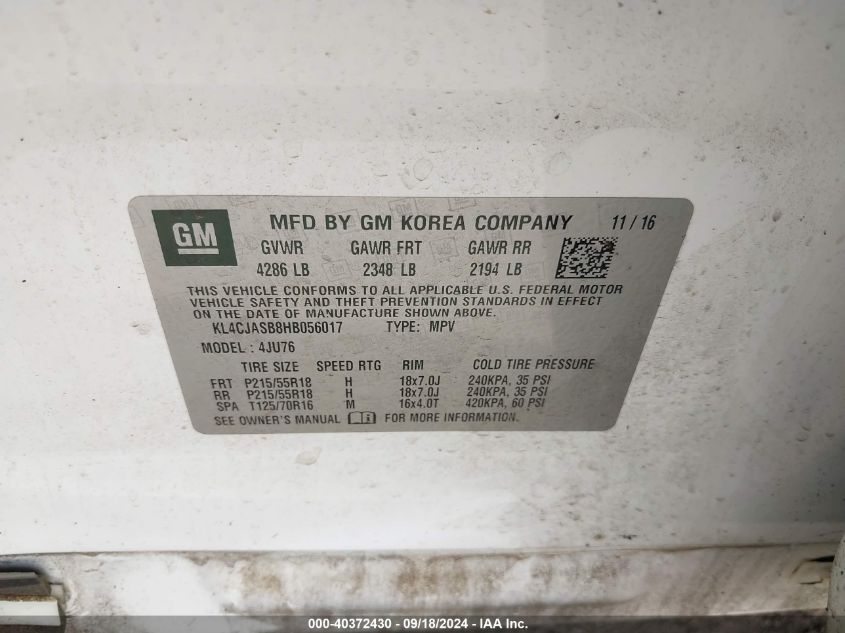 GM MFD BY GM KOREA COMPANY 11/16
GVWR GAWR FRT GAWR RR
4286 LB 2348 LB 2194 LB
THIS VEHICLE CONFORMS TO ALL APPLICABLE U.S. FEDERAL MOTOR
VEHICLE SAFETY AND THEFT PREVENTION STANDARDS IN EFFECT
ON THE DATE OF MANUFACTURE SHOWN ABOVE.
KL4CJASB8HB056017 TYPE: MPV
MODEL: 4JU76
TIRE SIZE SPEED RTG RIM COLD TIRE PRESSURE
FRT P215/55R18 H 18x7.0J 240KPA, 35 PSI
RR P215/55R18 H 18x7.0J 240KPA, 35 PSI
SPA T125/70R16 M 16x4.0T 420KPA, 60 PSI
SEE OWNER'S MANUAL FOR MORE INFORMATION.
000-40372430 - 09/18/2024 - IAA Inc.